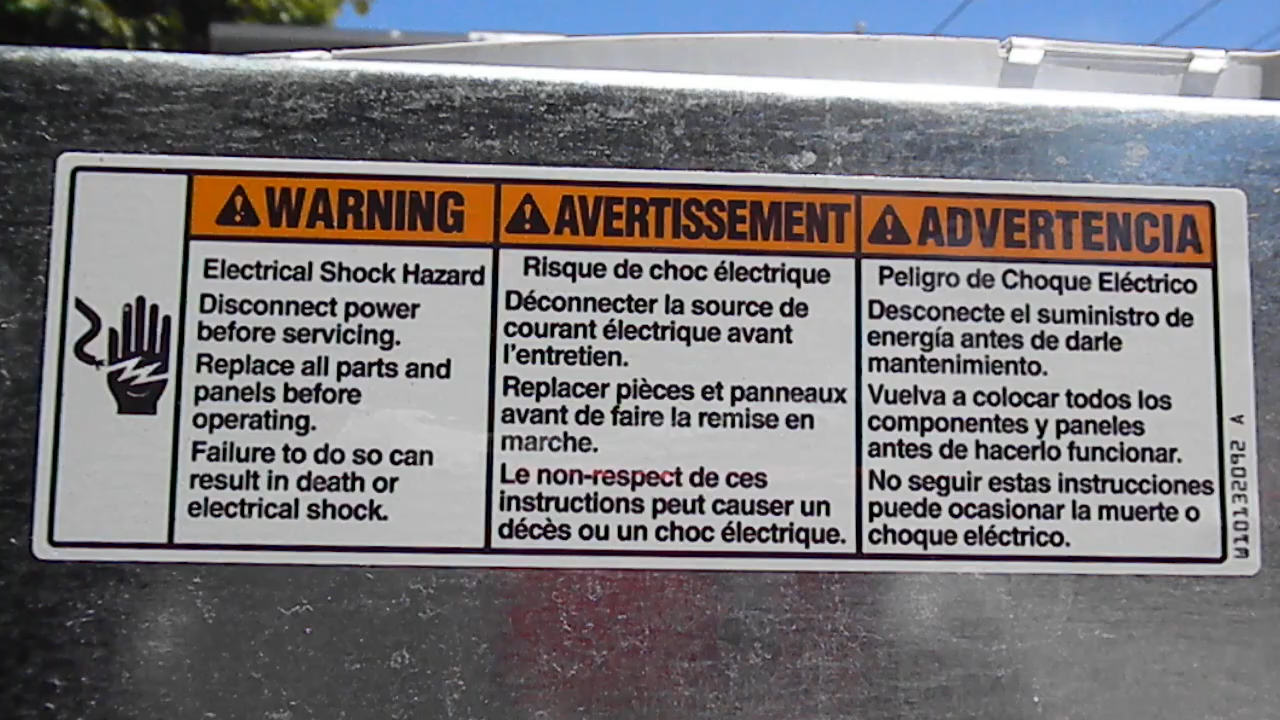 WARNING
Electrical Shock Hazard
Disconnect power
before servicing.
Replace all parts and
panels before
operating.
Failure to do so can
result in death or
electrical shock.
AVERTISSEMENT
Risque de choc électrique
Déconnecter la source de
courant électrique avant
l'entretien.
Replacer pièces et panneaux
avant de faire la remise en
marche.
Le non-respect de ces
instructions peut causer un
décès ou un choc électrique.
ADVERTENCIA
Peligro de Choque Eléctrico
Desconecte el suministro de
energía antes de darle
mantenimiento.
Vuelva a colocar todos los
componentes y paneles
antes de hacerlo funcionar.
No seguir estas instrucciones
puede ocasionar la muerte o
choque eléctrico.